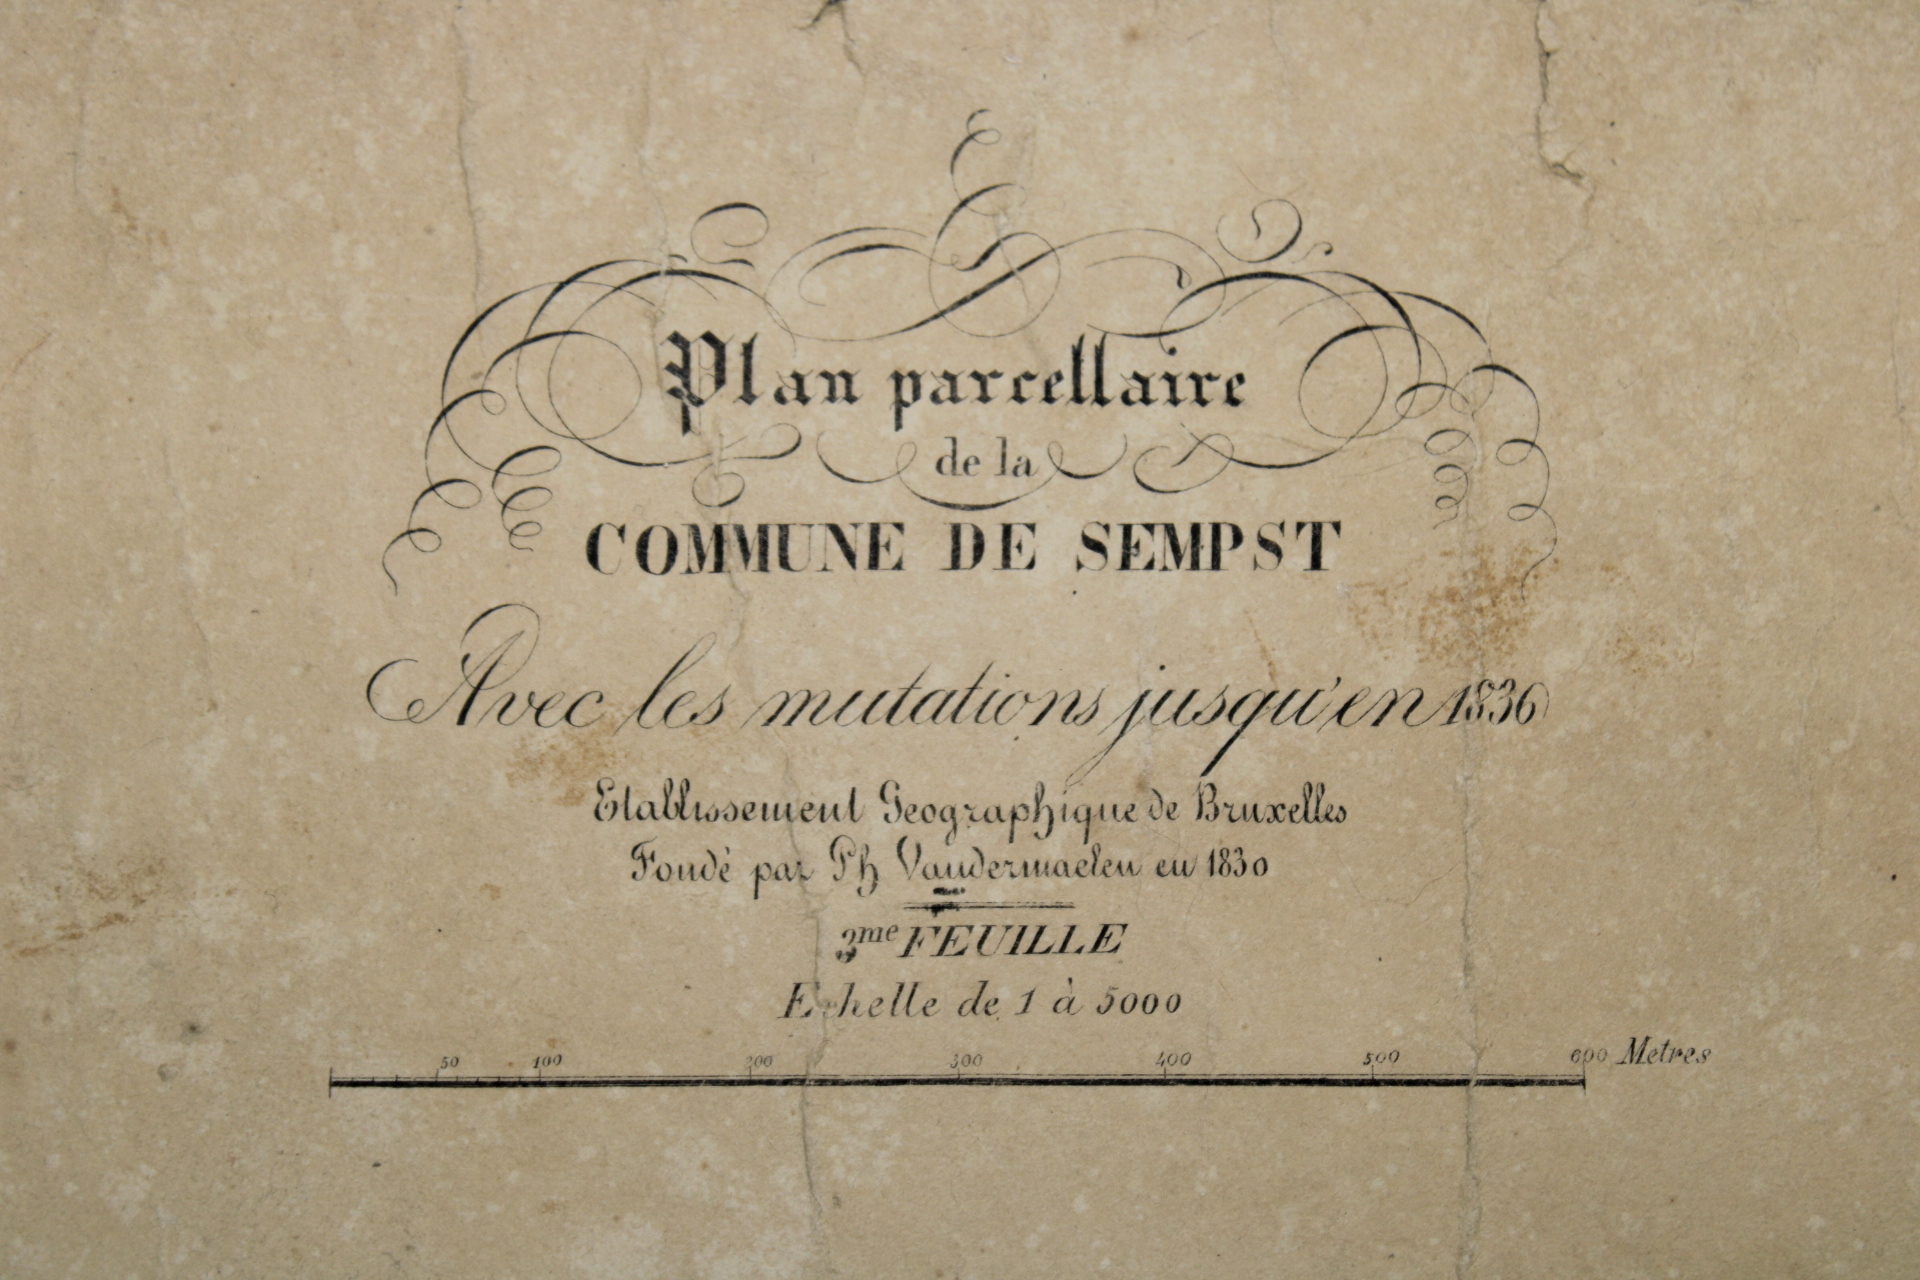 Plan parcellaire
de la
COMMUNE DE SEMPST
Avec les mutations jusqu'en 1836
Etablissement Geographique de Bruxelles
Fondé par Ph Vandermaelen en 1830
3me FEUILLE
Echelle de 1 à 5000
50 100 200 300 400 500 600 Metres